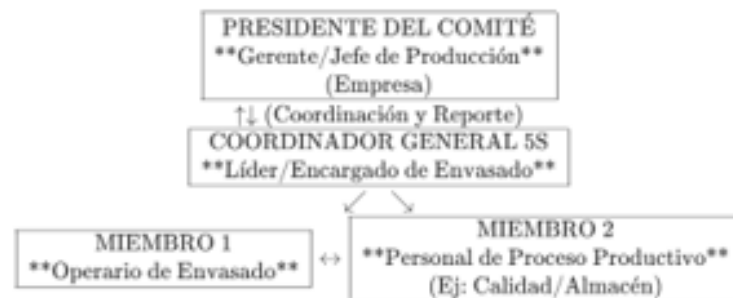 PRESIDENTE DEL COMITÉ
**Gerente/Jefe de Producción**
(Empresa)
↑↓ (Coordinación y Reporte)
COORDINADOR GENERAL 5S
**Líder/Encargado de Envasado**
↙ ↘
MIEMBRO 1
**Operario de Envasado**
↔
MIEMBRO 2
**Personal de Proceso Productivo**
(Ej: Calidad/Almacén)